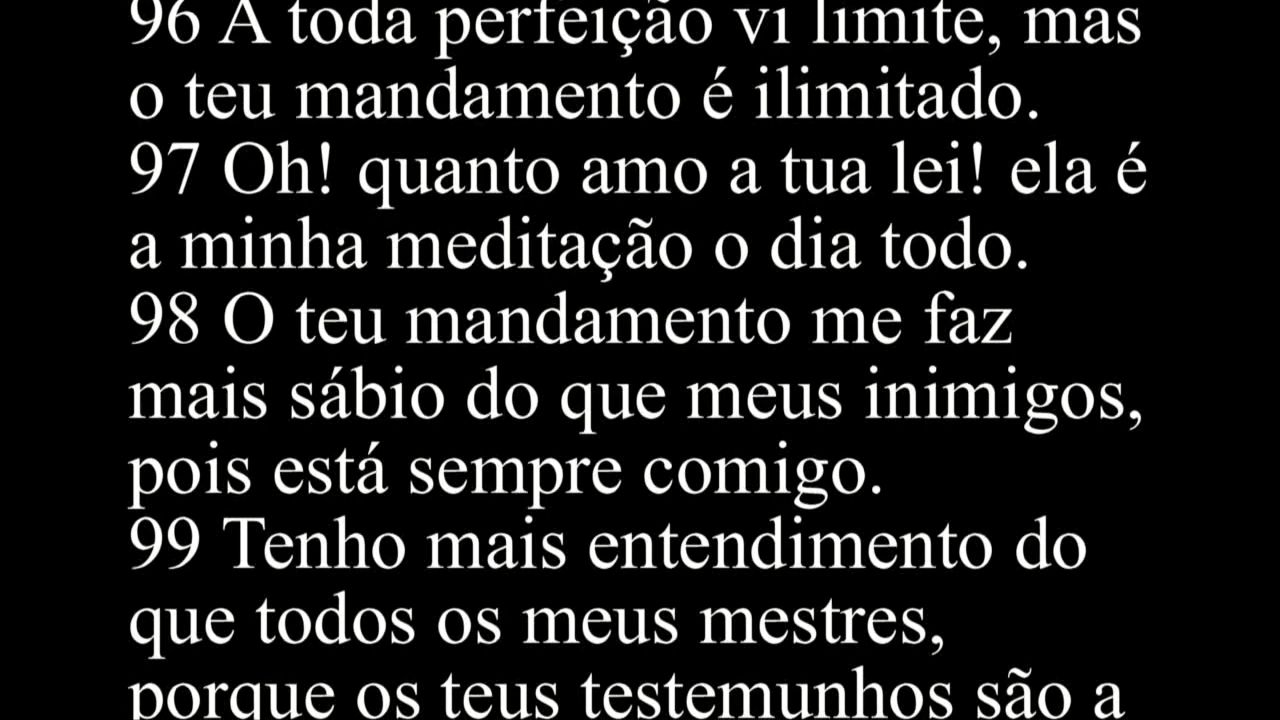 96 A toda perfeição vi limite, mas
o teu mandamento é ilimitado.
97 Oh! quanto amo a tua lei! ela é
a minha meditação o dia todo.
98 O teu mandamento me faz
mais sábio do que meus inimigos,
pois está sempre comigo.
99 Tenho mais entendimento do
que todos os meus mestres,
porque os teus testemunhos são a